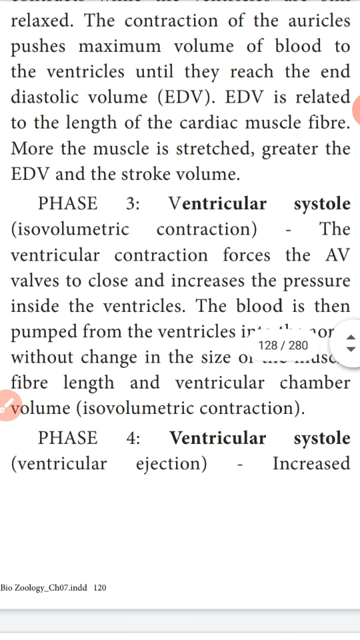 relaxed. The contraction of the auricles
pushes maximum volume of blood to
the ventricles until they reach the end
diastolic volume (EDV). EDV is related
to the length of the cardiac muscle fibre.
More the muscle is stretched, greater the
EDV and the stroke volume.
PHASE 3: Ventricular systole
(isovolumetric contraction) - The
ventricular contraction forces the AV
valves to close and increases the pressure
inside the ventricles. The blood is then
pumped from the ventricles
128 / 280
without change in the size
fibre length and ventricular chamber
volume (isovolumetric contraction).
PHASE 4: Ventricular systole
(ventricular ejection) - Increased
Bio Zoology_Ch07.indd 120